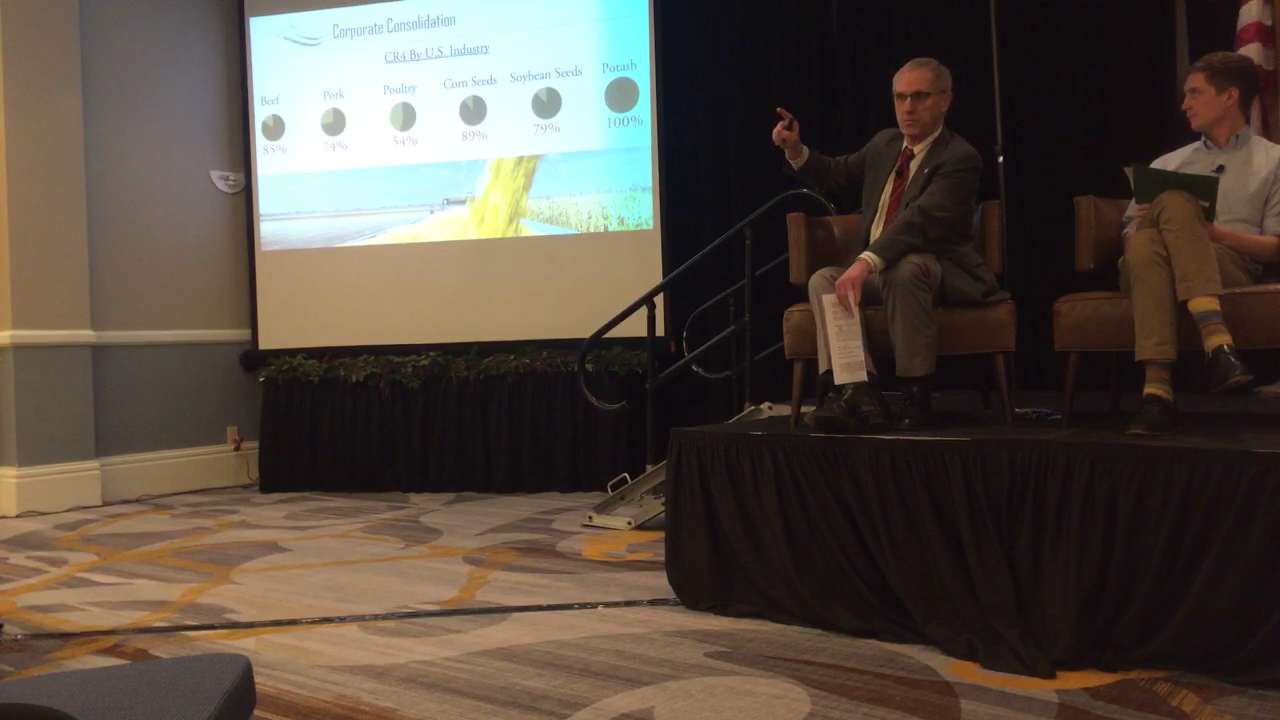 Corporate Consolidation
CR4 By U.S. Industry
Beef Pork Poultry Corn Seeds Soybean Seeds Potash
85% 74% 54% 89% 79% 100%